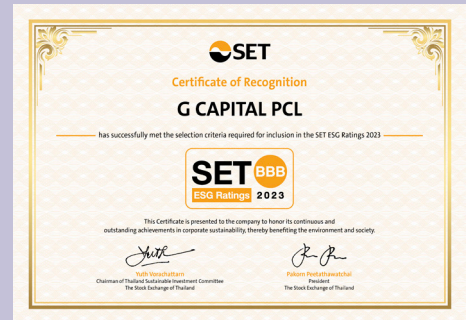 SET
Certificate of Recognition
G CAPITAL PCL
has successfully met the selection criteria required for inclusion in the SET ESG Ratings 2023
SET BBB
ESG Ratings 2023
This Certificate is presented to the company to honor its continuous and
outstanding achievements in corporate sustainability, thereby benefiting the environment and society.
Yuth Worachattarn
Chairman of Thailand Sustainable Investment Committee
The Stock Exchange of Thailand
Pakorn Peetathawatchai
President
The Stock Exchange of Thailand